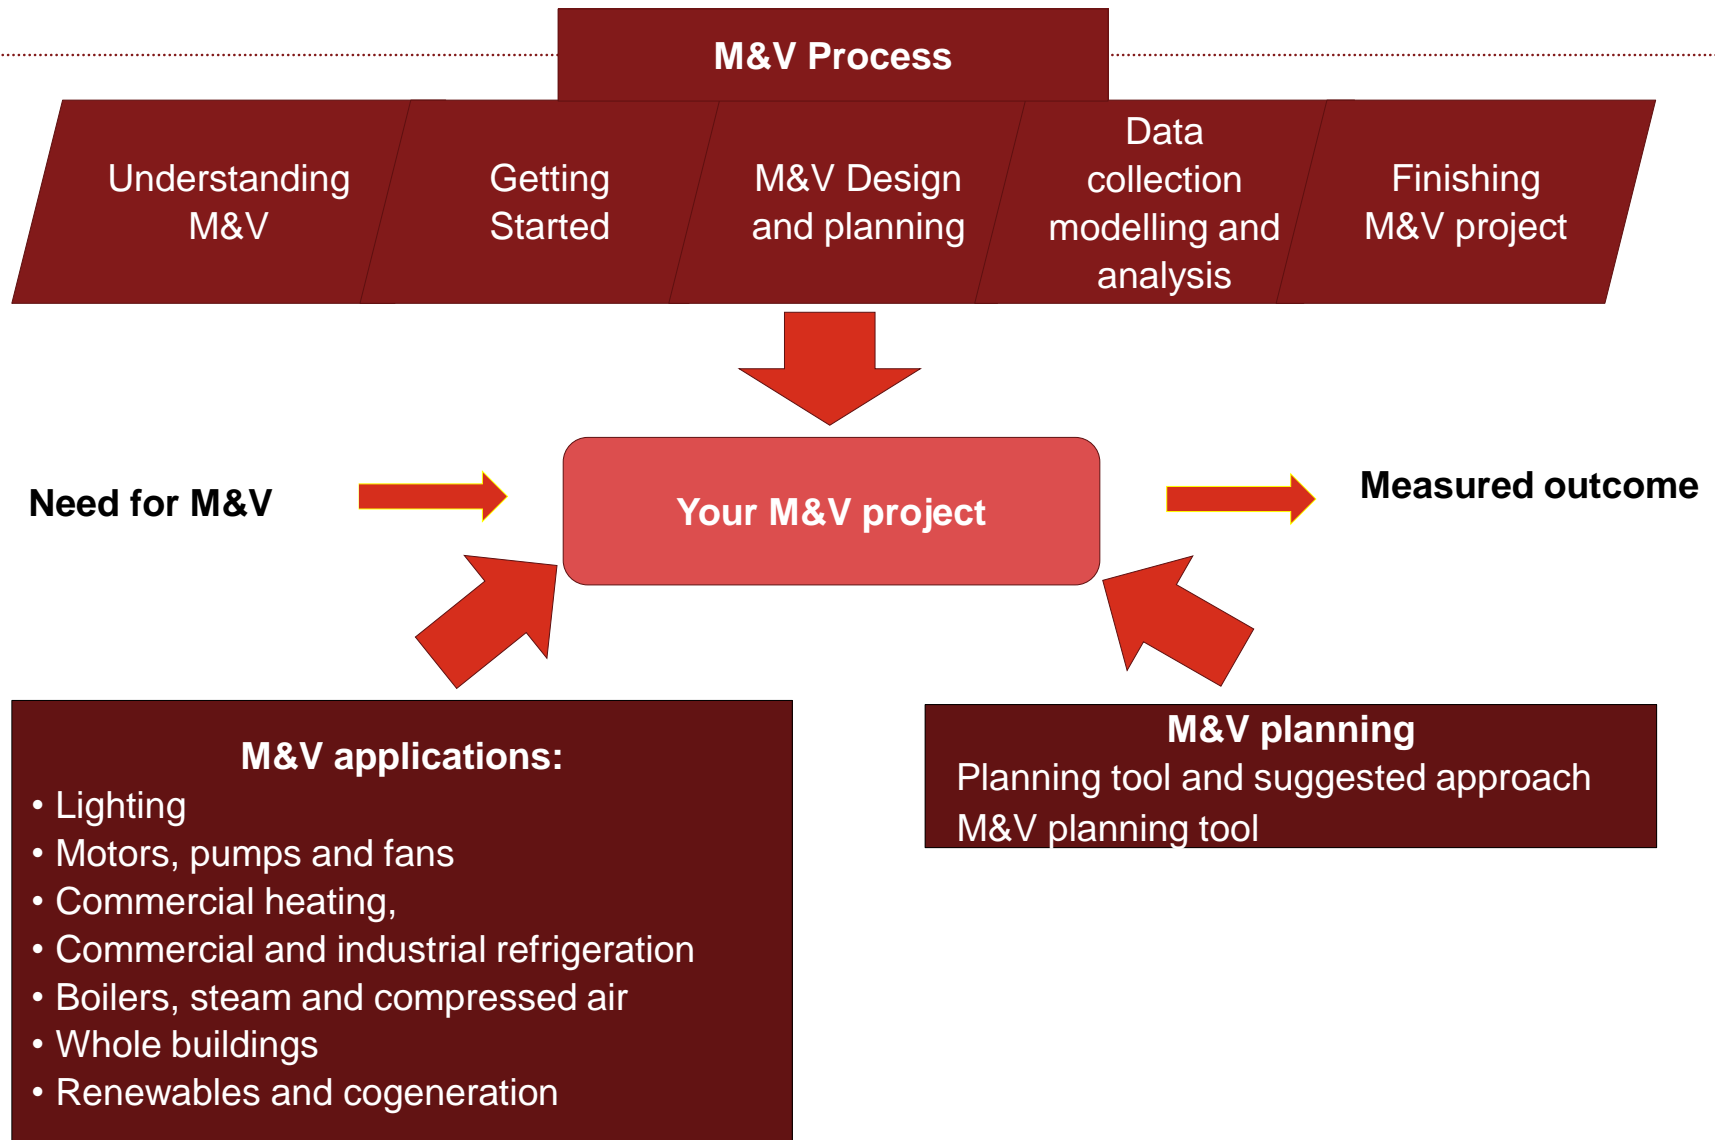 M&V Process
Understanding
M&V
Getting
Started
M&V Design
and planning
Data
collection
modelling and
analysis
Finishing
M&V project
Need for M&V
Your M&V project
Measured outcome
M&V applications:
• Lighting
• Motors, pumps and fans
• Commercial heating,
• Commercial and industrial refrigeration
• Boilers, steam and compressed air
• Whole buildings
• Renewables and cogeneration
M&V planning
Planning tool and suggested approach
M&V planning tool